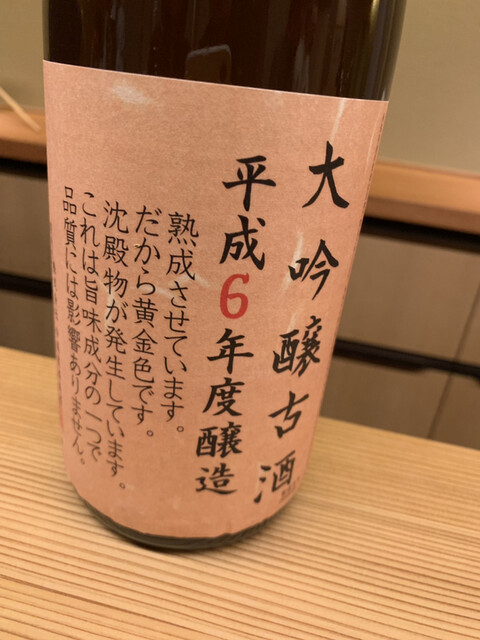 大吟醸古酒
平成6年度醸造
熟成させています。
だから黄金色です。
沈殿物が発生しています。
これは旨味成分の一つで
品質には影響ありません。